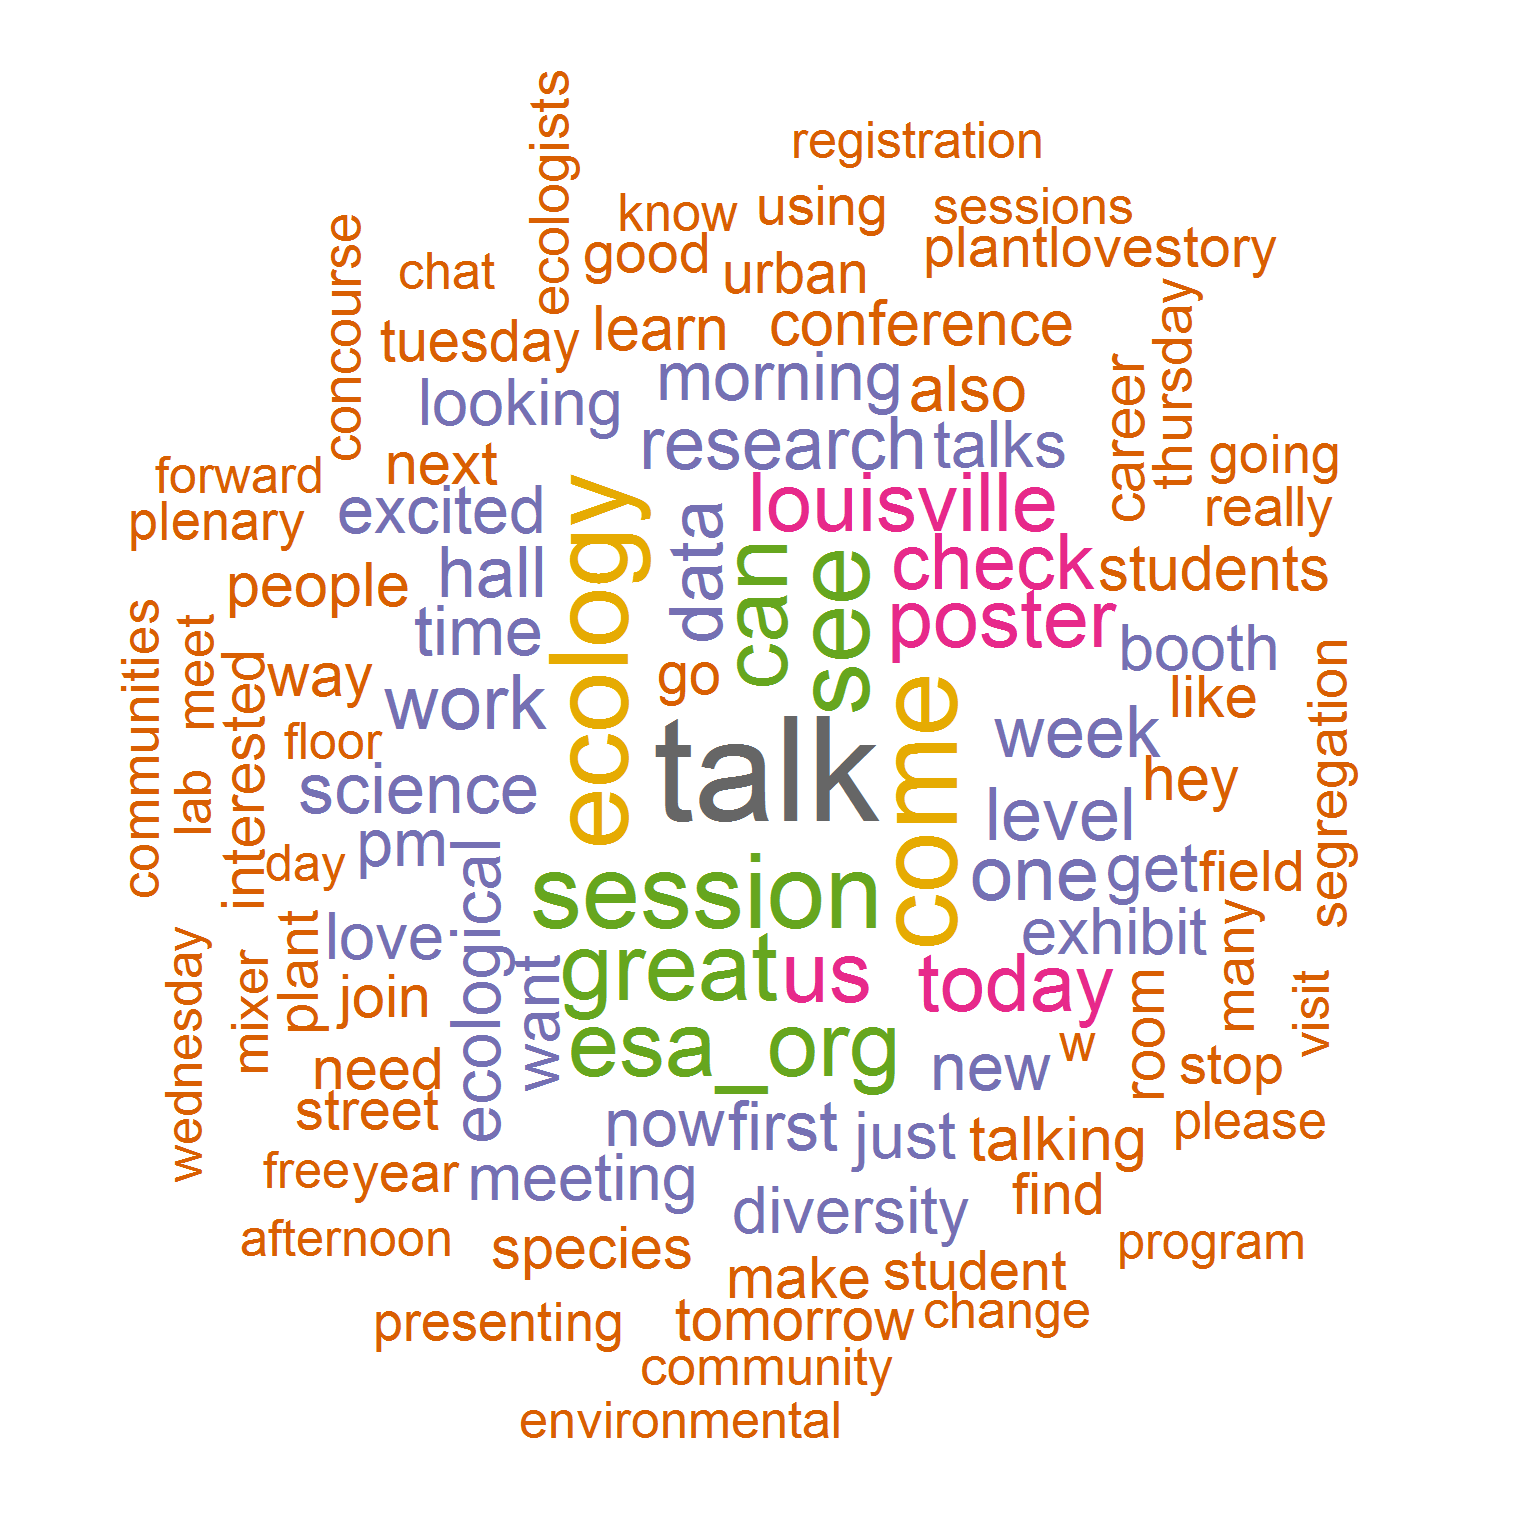 ecologists
registration
know
using
sessions
concourse
chat
good
urban
plantlovestory
tuesday
learn
conference
thursday
looking
morning
also
career
next
research
talks
going
forward
excited
louisville
really
plenary
ecology
data
can
see
check
students
people
hall
poster
communities
meet
time
booth
interested
way
go
segregation
work
come
like
lab
floor
talk
week
hey
science
level
day
pm
ecological
session
one
get
field
wednesday
mixer
plant
love
want
great
us
exhibit
many
join
today
room
visit
esa_org
w
need
new
stop
street
now
first
just
talking
please
free
year
meeting
find
diversity
afternoon
species
program
make
student
presenting
tomorrow
change
community
environmental